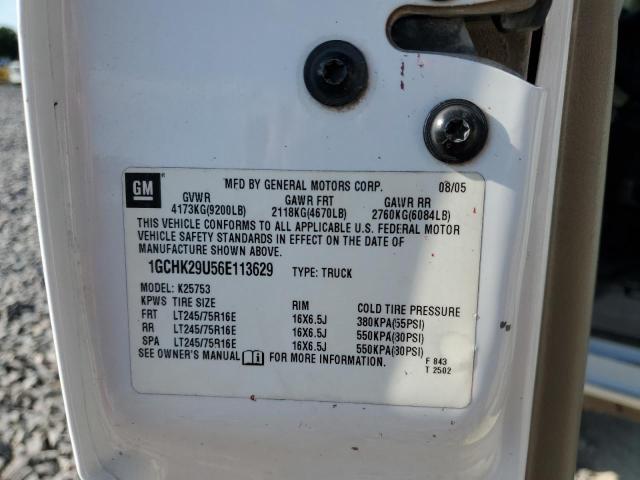 GM
MFD BY GENERAL MOTORS CORP. 08/05
GVWR GAWR FRT GAWR RR
4173KG(9200LB) 2118KG(4670LB) 2760KG(6084LB)
THIS VEHICLE CONFORMS TO ALL APPLICABLE U.S. FEDERAL MOTOR
VEHICLE SAFETY STANDARDS IN EFFECT ON THE DATE OF
MANUFACTURE SHOWN ABOVE.
1GCHK29U56E113629 TYPE: TRUCK
MODEL: K25753
KPWS TIRE SIZE RIM COLD TIRE PRESSURE
FRT LT245/75R16E 16X6.5J 380KPA(55PSI)
RR LT245/75R16E 16X6.5J 550KPA(30PSI)
SPA LT245/75R16E 16X6.5J 550KPA(30PSI)
SEE OWNER'S MANUAL FOR MORE INFORMATION.
F 843
T 2502